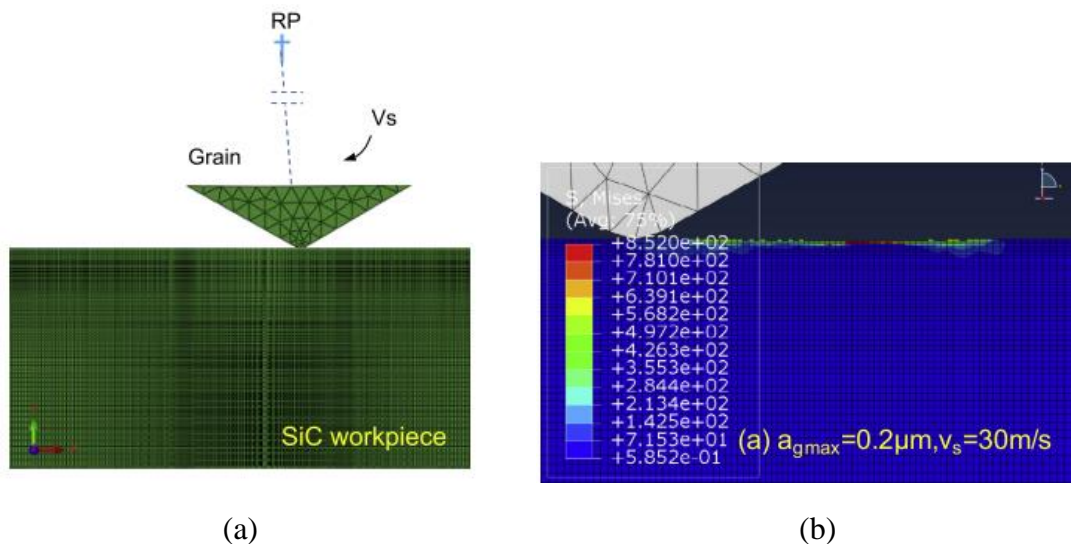 RP
Vs
Grain
SiC workpiece
S, Mises
(Avg: 75%)
+8.520e+02
+7.810e+02
+7.101e+02
+6.391e+02
+5.682e+02
+4.972e+02
+4.263e+02
+3.553e+02
+2.844e+02
+2.134e+02
+1.425e+02
+7.153e+01
+5.852e-01
(a) agmax=0.2μm,vs=30m/s
(a)
(b)